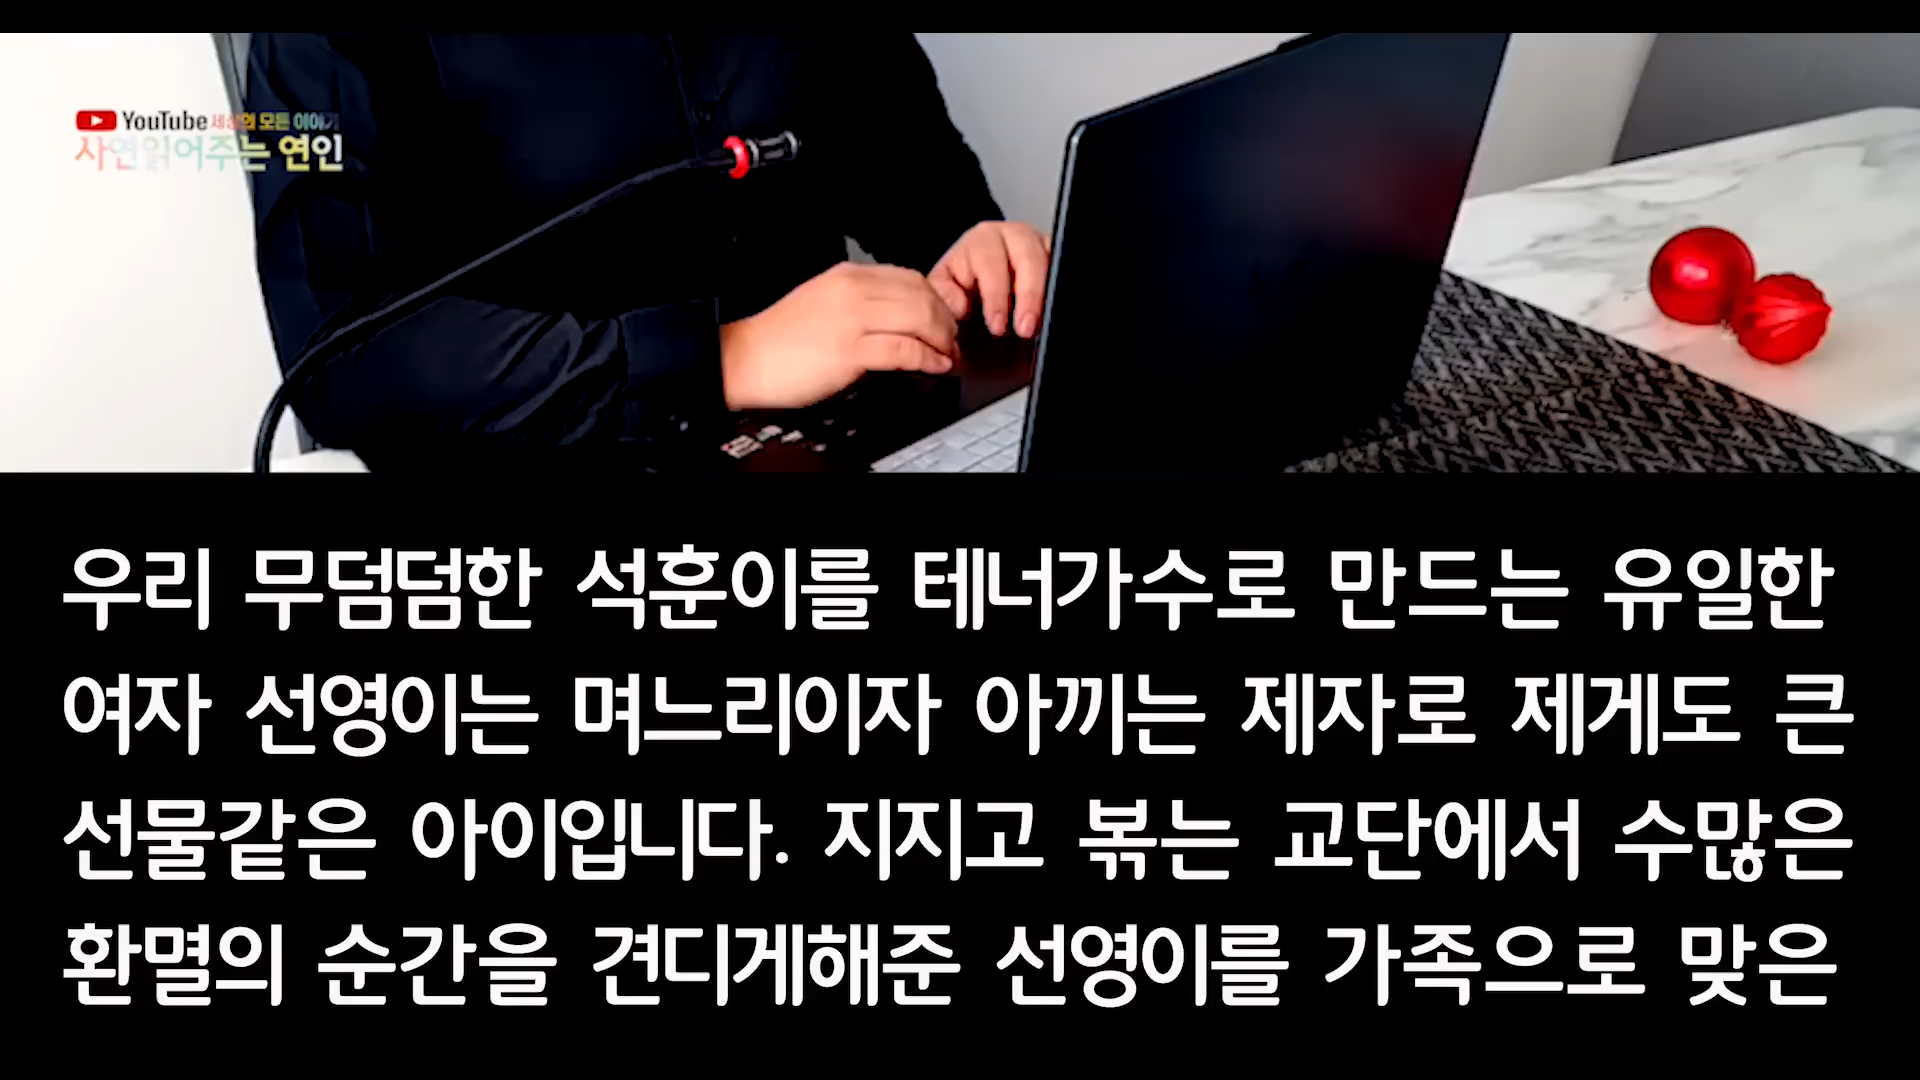 YouTube 세상의 모든 이야기
사연읽어주는 연인
우리 무덤덤한 석훈이를 테너가수로 만드는 유일한
여자 선영이는 며느리이자 아끼는 제자로 제게도 큰
선물같은 아이입니다. 지지고 볶는 교단에서 수많은
환멸의 순간을 견디게해준 선영이를 가족으로 맞은